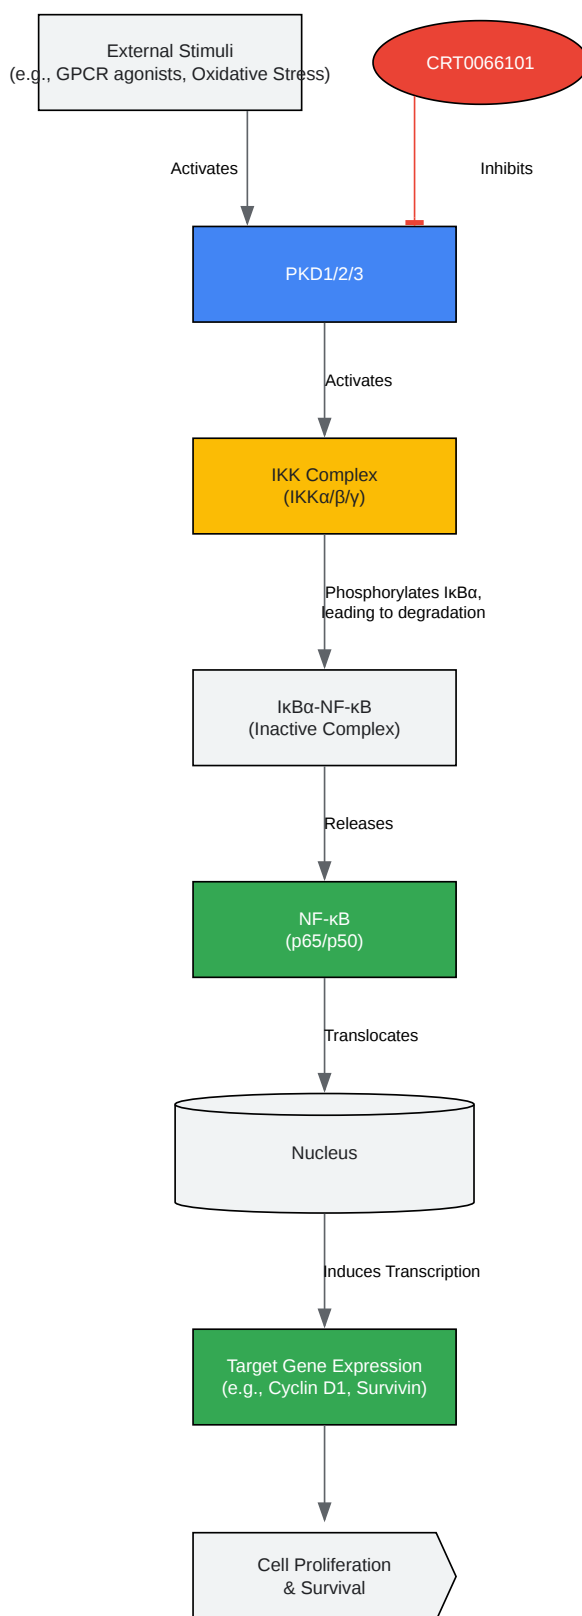 External Stimuli
(e.g., GPCR agonists, Oxidative Stress)
CRT0066101
Activates
Inhibits
PKD1/2/3
Activates
IKK Complex
(IKKα/β/γ)
Phosphorylates IκBα,
leading to degradation
IκBα-NF-κB
(Inactive Complex)
Releases
NF-κB
(p65/p50)
Translocates
Nucleus
Induces Transcription
Target Gene Expression
(e.g., Cyclin D1, Survivin)
Cell Proliferation
& Survival